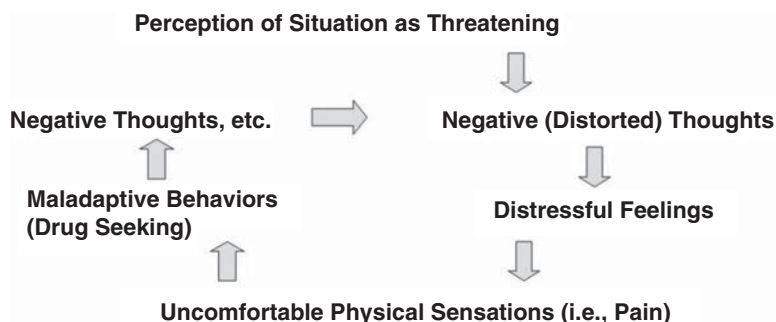 Perception of Situation as Threatening
Negative Thoughts, etc.
Negative (Distorted) Thoughts
Maladaptive Behaviors
(Drug Seeking)
Distressful Feelings
Uncomfortable Physical Sensations (i.e., Pain)